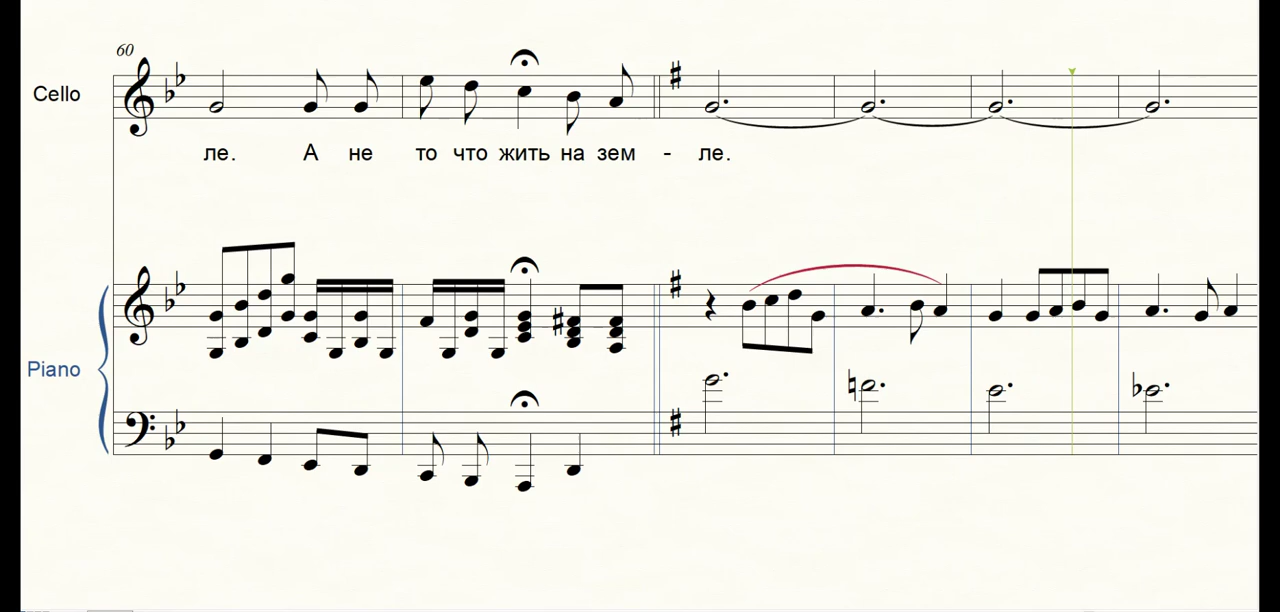 60
Cello
ле. А не то что жить на зем - ле.
Piano